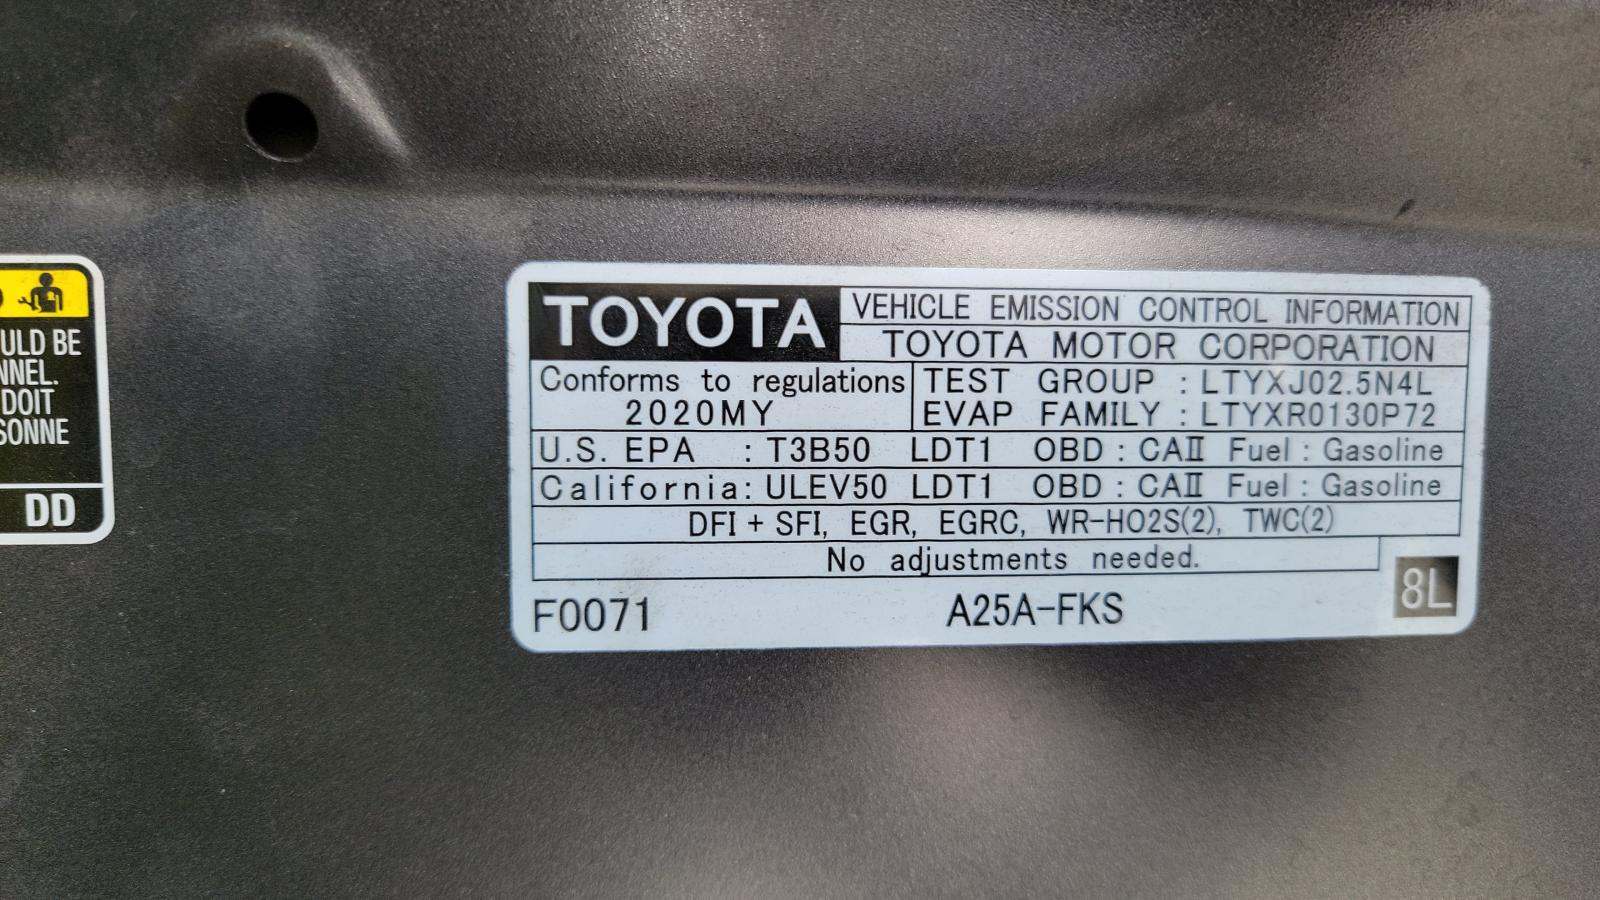 ULD BE
NNEL.
DOIT
SONNE
DD
TOYOTA
VEHICLE EMISSION CONTROL INFORMATION
TOYOTA MOTOR CORPORATION
Conforms to regulations
2020MY
TEST GROUP : LTYXJ02.5N4L
EVAP FAMILY : LTYXR0130P72
U.S. EPA : T3B50 LDT1 OBD : CAⅡ Fuel : Gasoline
California: ULEV50 LDT1 OBD : CAⅡ Fuel : Gasoline
DFI + SFI, EGR, EGRC, WR-HO2S(2), TWC(2)
No adjustments needed.
F0071
A25A-FKS
8L